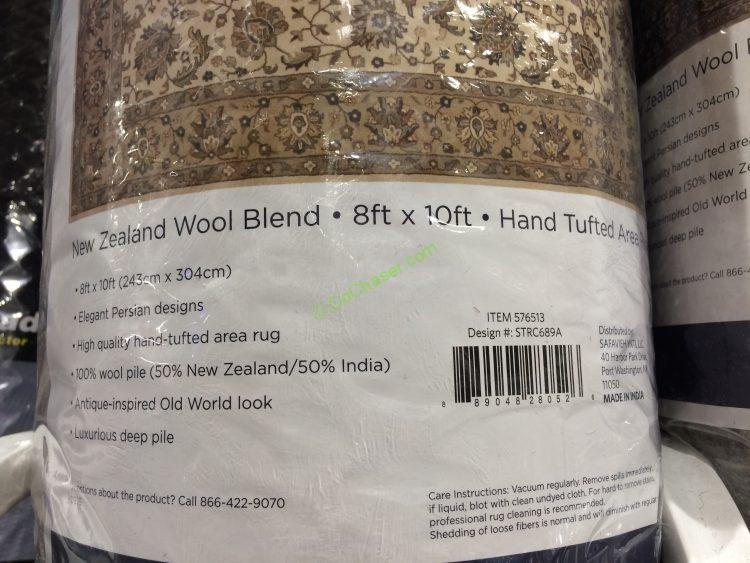 New Zealand Wool Blend • 8ft x 10ft • Hand Tufted Area
• 8ft x 10ft (243cm x 304cm)
• Elegant Persian designs
• High quality hand-tufted area rug
• 100% wool pile (50% New Zealand/50% India)
• Antique-inspired Old World look
• Luxurious deep pile
about the product? Call 866-422-9070
ITEM 576513
Design #: STRC689A
8 89048 28052
Distributed by:
SAFAVIEH INT'L, LLC
40 Harbor Park Drive,
Port Washington,
11050
MADE IN INDIA
Care Instructions: Vacuum regularly. Remove spills immediately,
if liquid, blot with clean undyed cloth. For hard to remove stains,
professional rug cleaning is recommended.
Shedding of loose fibers is normal and will diminish with regular
© CoChaser.com
Zealand Wool
(243cm x 304cm)
Persian designs
hand-tufted area
wool pile (50% New
-inspired Old World
deep pile
about the product? Call 866-